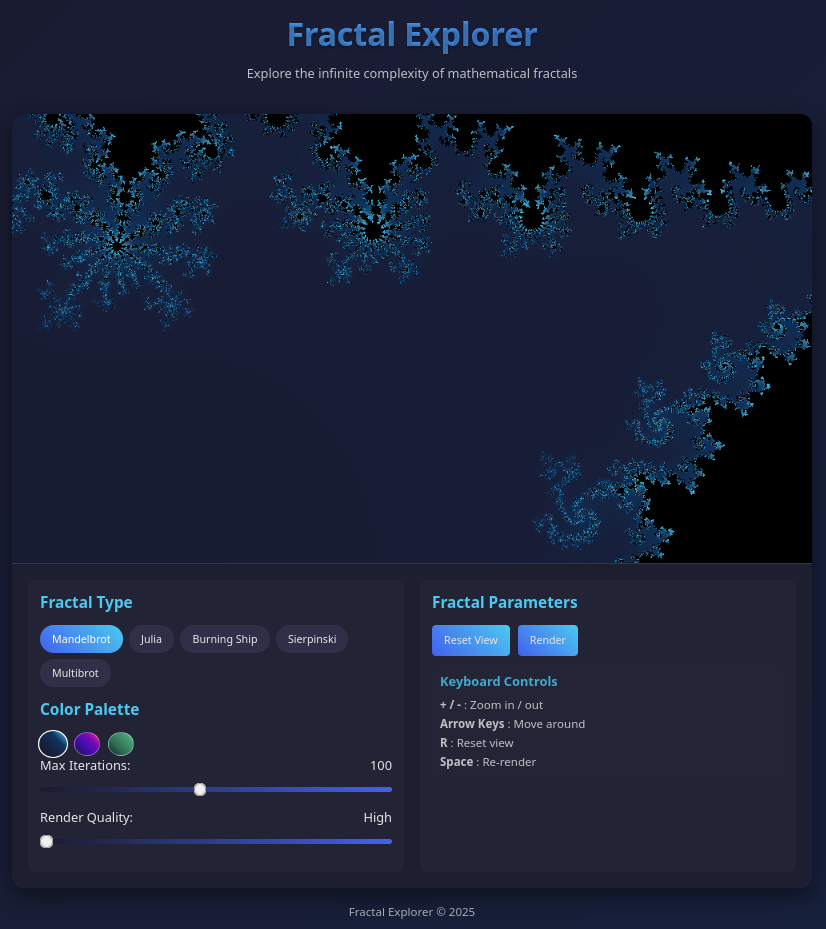 Fractal Explorer
Explore the infinite complexity of mathematical fractals
Fractal Type
Mandelbrot Julia Burning Ship Sierpinski
Multibrot
Color Palette
Max Iterations: 100
Render Quality: High
Fractal Parameters
Reset View Render
Keyboard Controls
+ / - : Zoom in / out
Arrow Keys : Move around
R : Reset view
Space : Re-render
Fractal Explorer © 2025